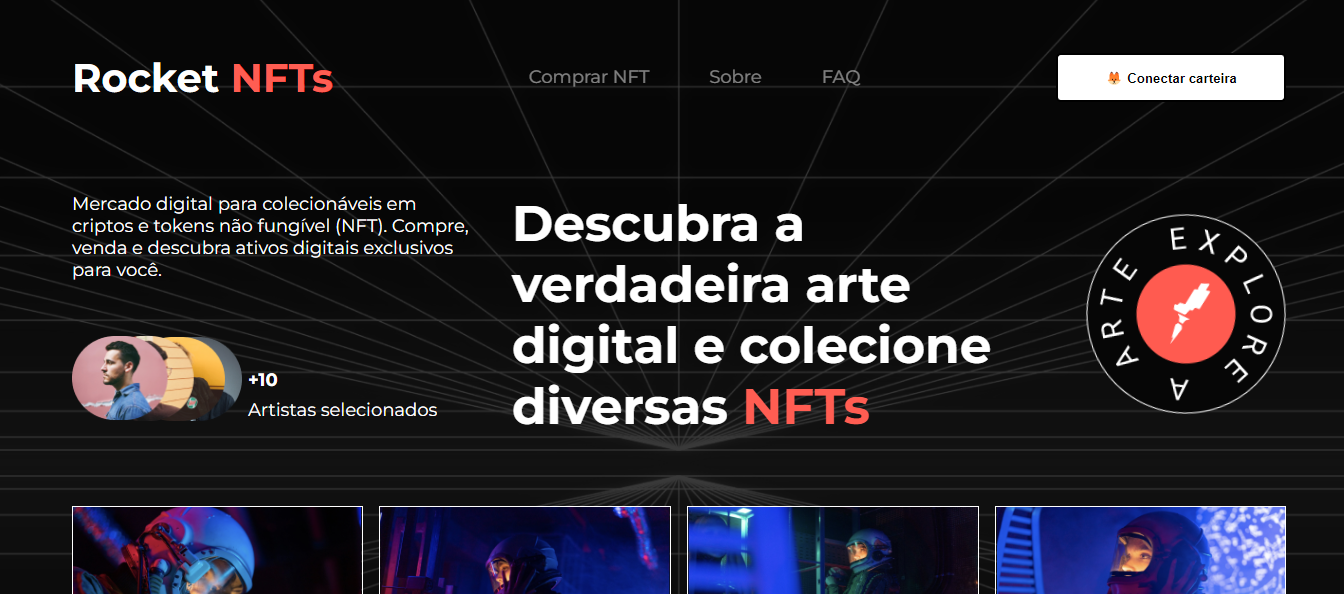 Rocket NFTs
Comprar NFT
Sobre
FAQ
Conectar carteira
Mercado digital para colecionáveis em
criptos e tokens não fungível (NFT). Compre,
venda e descubra ativos digitais exclusivos
para você.
+10
Artistas selecionados
Descubra a
verdadeira arte
digital e colecione
diversas NFTs
EXPLORE A ARTE